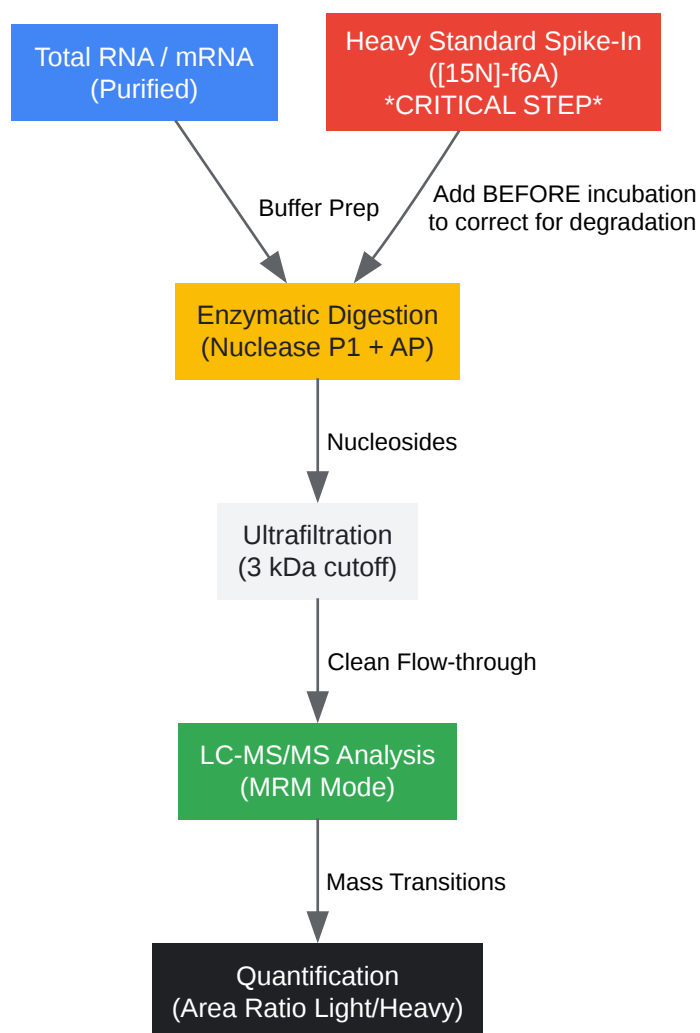 Total RNA / mRNA
(Purified)
Heavy Standard Spike-In
([15N]-f6A)
*CRITICAL STEP*
Buffer Prep
Add BEFORE incubation
to correct for degradation
Enzymatic Digestion
(Nuclease P1 + AP)
Nucleosides
Ultrafiltration
(3 kDa cutoff)
Clean Flow-through
LC-MS/MS Analysis
(MRM Mode)
Mass Transitions
Quantification
(Area Ratio Light/Heavy)